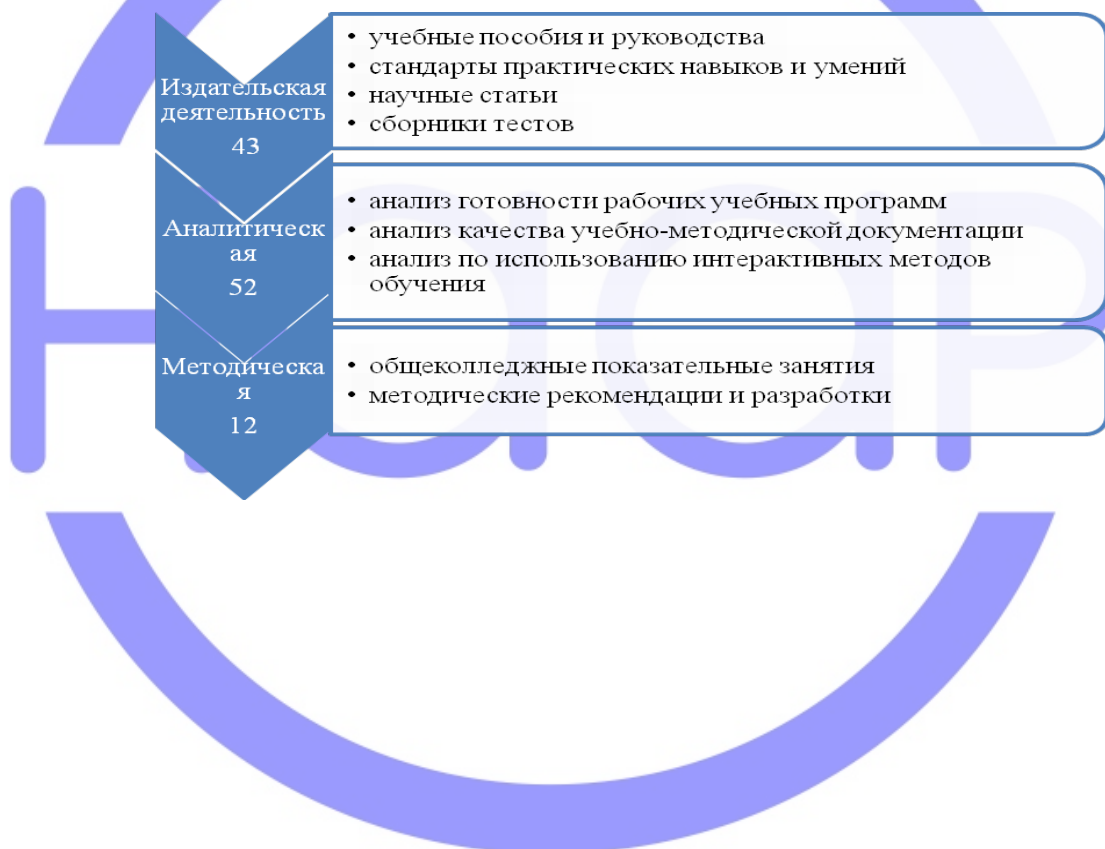 Издательская
деятельность
43
• учебные пособия и руководства
• стандарты практических навыков и умений
• научные статьи
• сборники тестов
Аналитическ
ая
52
• анализ готовности рабочих учебных программ
• анализ качества учебно-методической документации
• анализ по использованию интерактивных методов
обучения
Методическа
я
12
• общеколледжные показательные занятия
• методические рекомендации и разработки
Наар